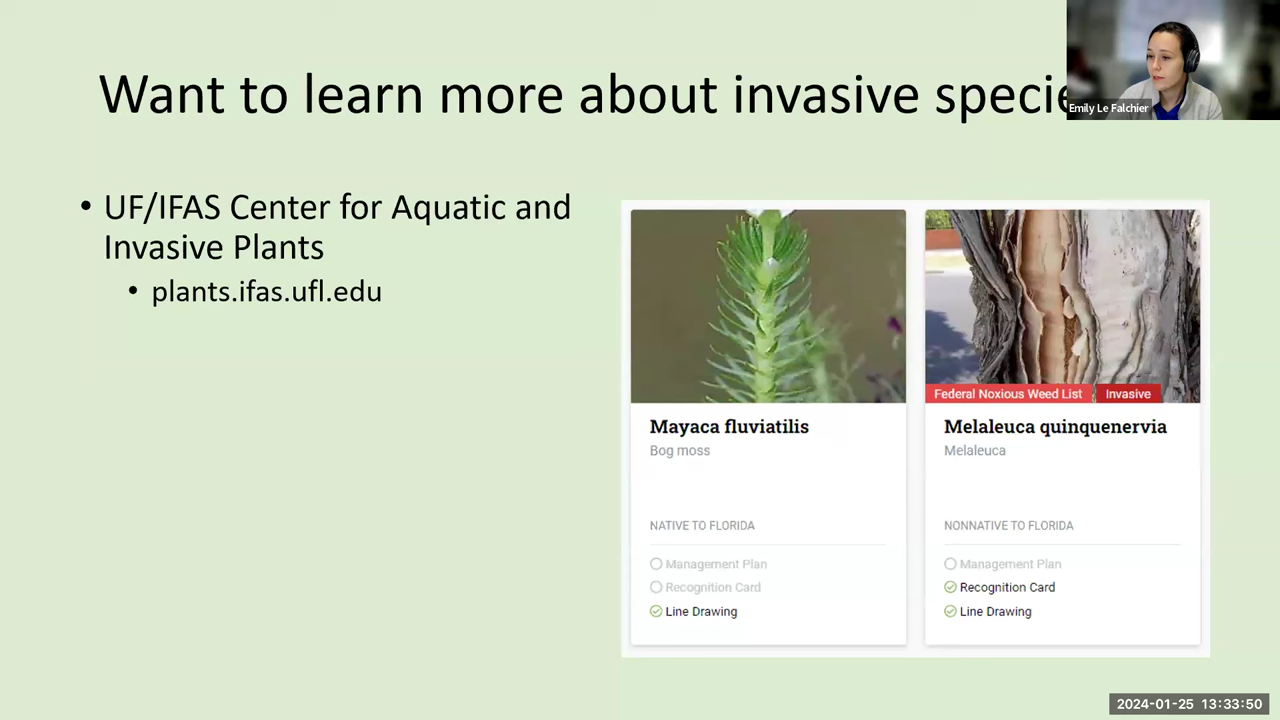 Want to learn more about invasive specie
Emily Le Falchier
• UF/IFAS Center for Aquatic and
Invasive Plants
• plants.ifas.ufl.edu
Federal Noxious Weed List Invasive
Mayaca fluviatilis
Bog moss
NATIVE TO FLORIDA
Management Plan
Recognition Card
Line Drawing
Melaleuca quinquenervia
Melaleuca
NONNATIVE TO FLORIDA
Management Plan
Recognition Card
Line Drawing
2024-01-25 13:33:50